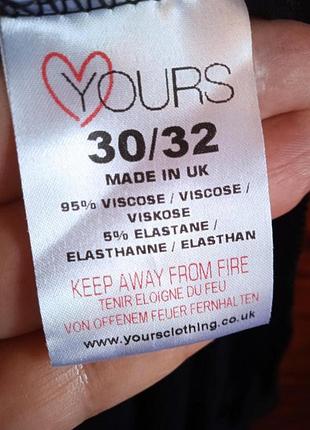 YOURS
30/32
MADE IN UK
95% VISCOSE / VISCOSE /
VISKOSE
5% ELASTANE /
ELASTHANNE / ELASTHAN
KEEP AWAY FROM FIRE
TENIR ELOIGNE DU FEU
VON OFFENEM FEUER FERNHALTEN
www.yoursclothing.co.uk